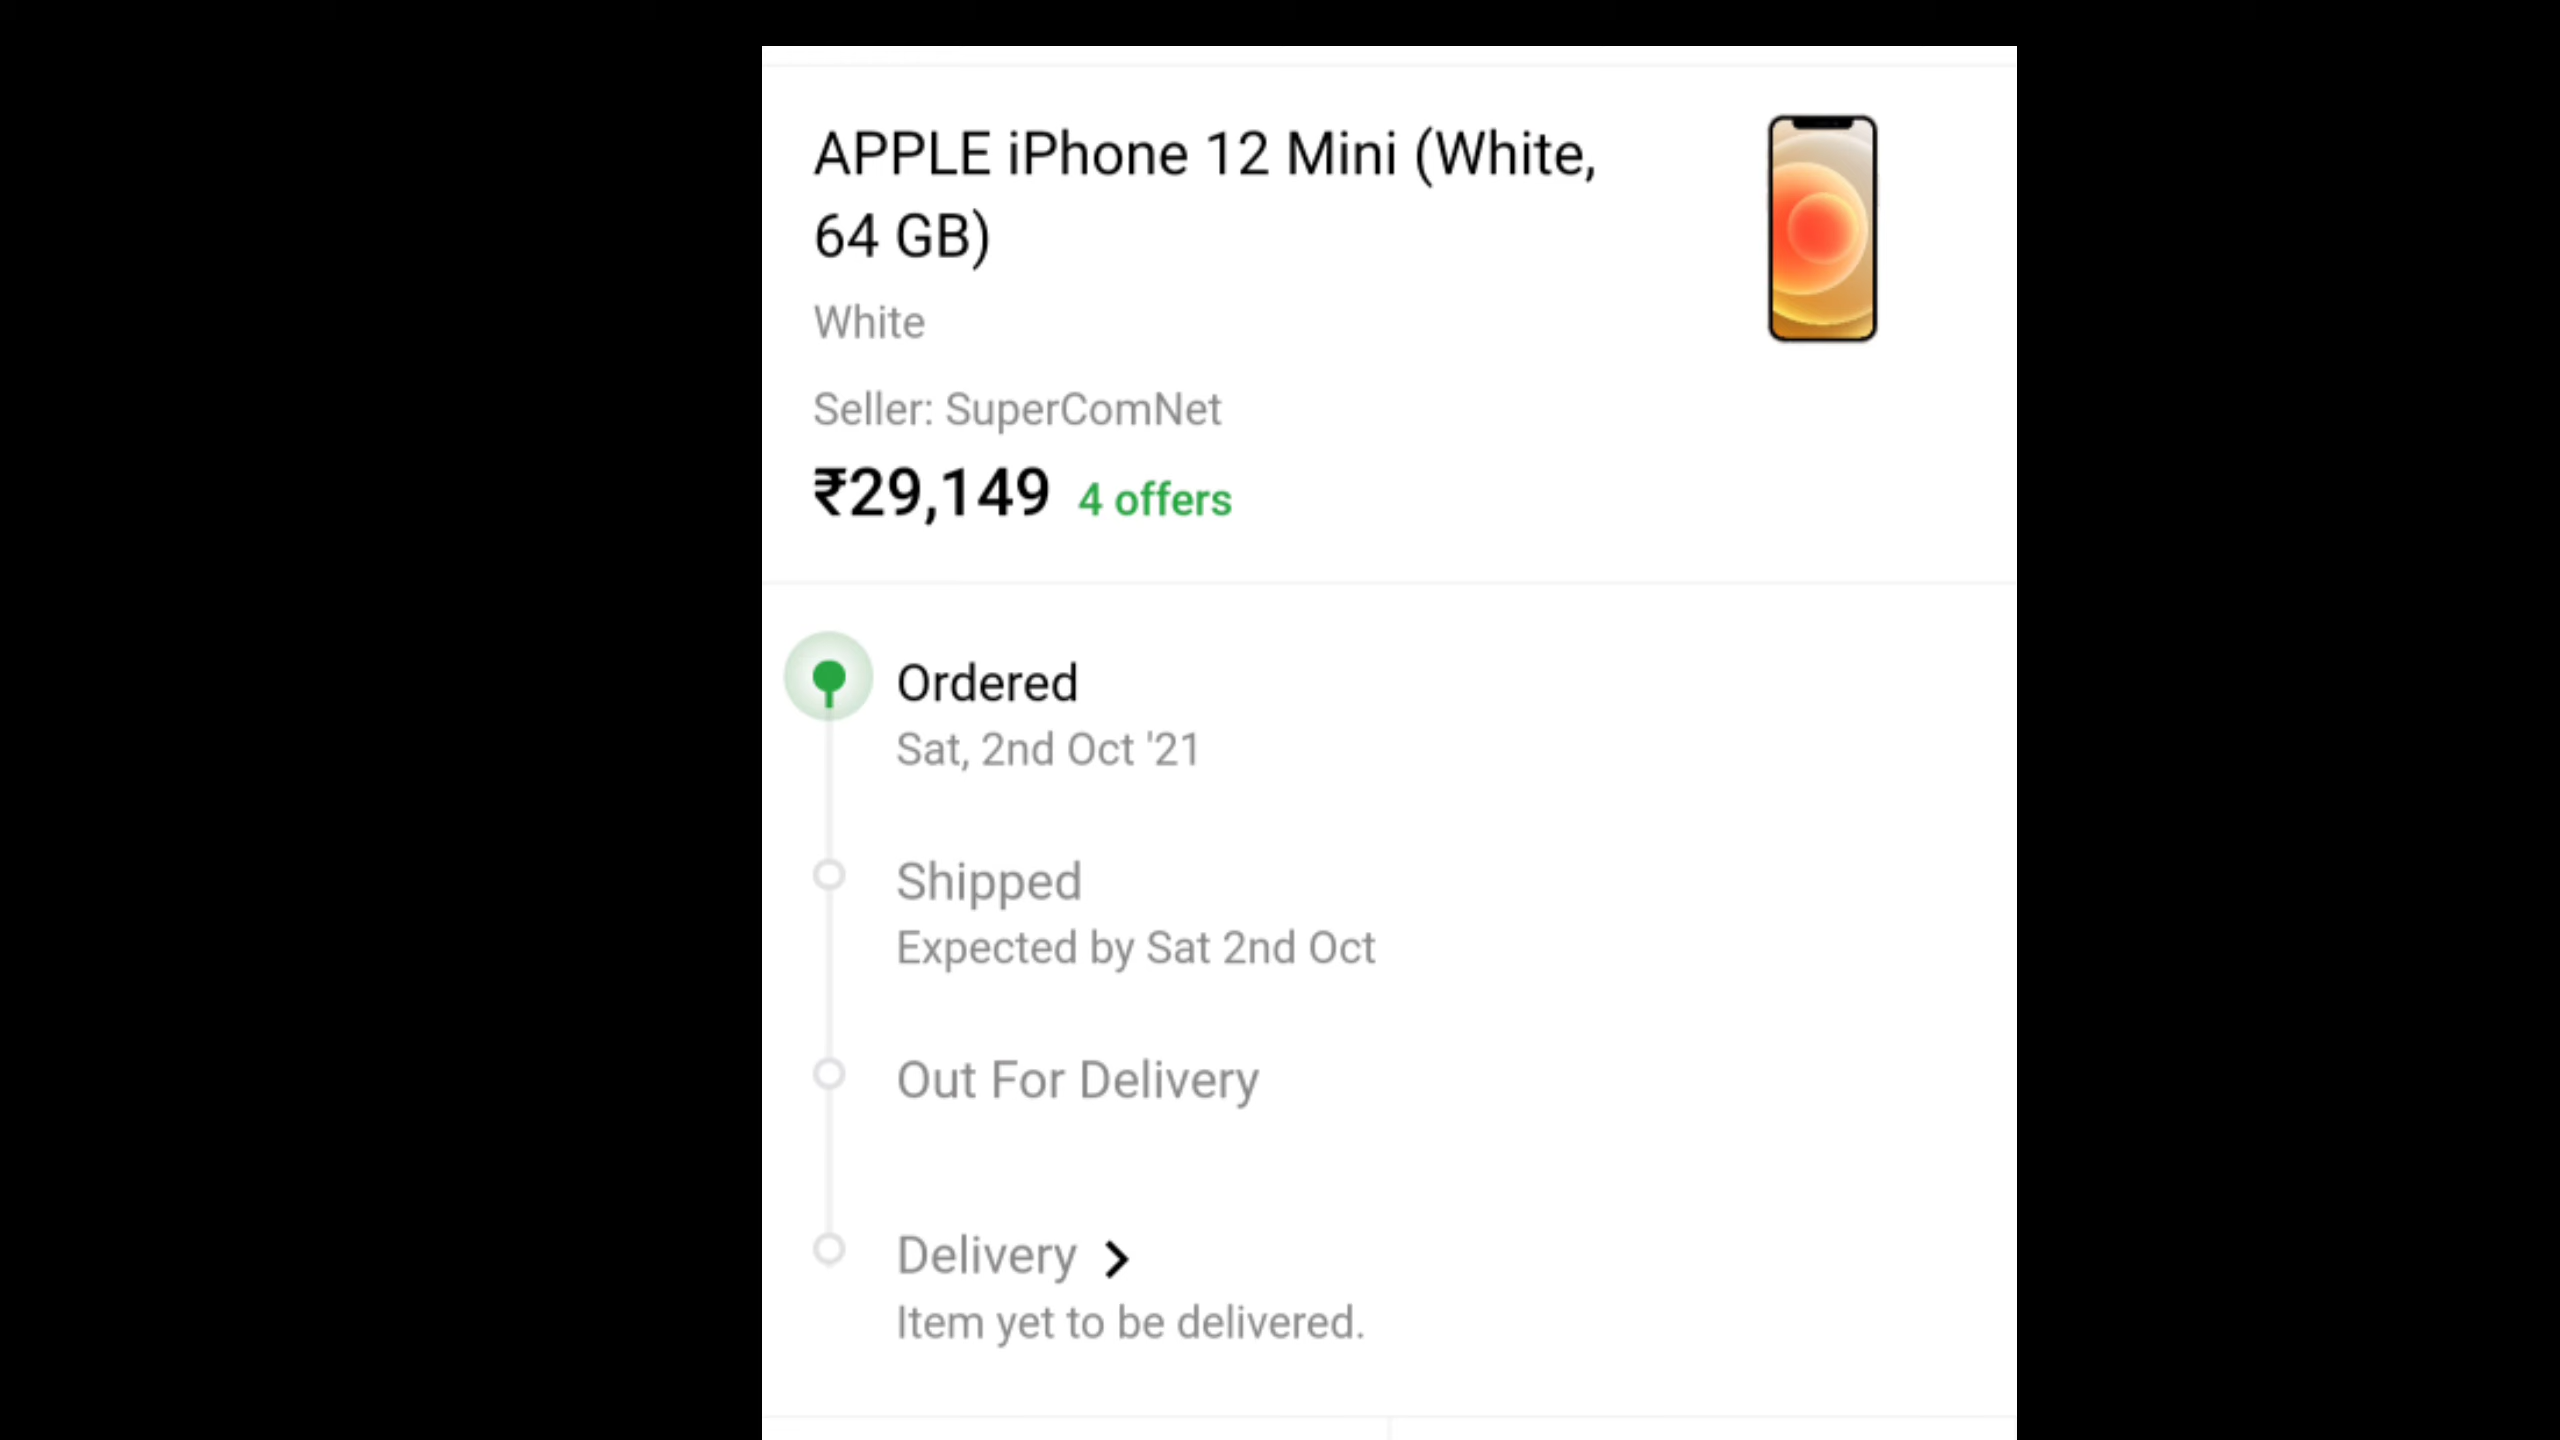 APPLE iPhone 12 Mini (White,
64 GB)
White
Seller: SuperComNet
₹29,149 4 offers
Ordered
Sat, 2nd Oct '21
Shipped
Expected by Sat 2nd Oct
Out For Delivery
Delivery
Item yet to be delivered.